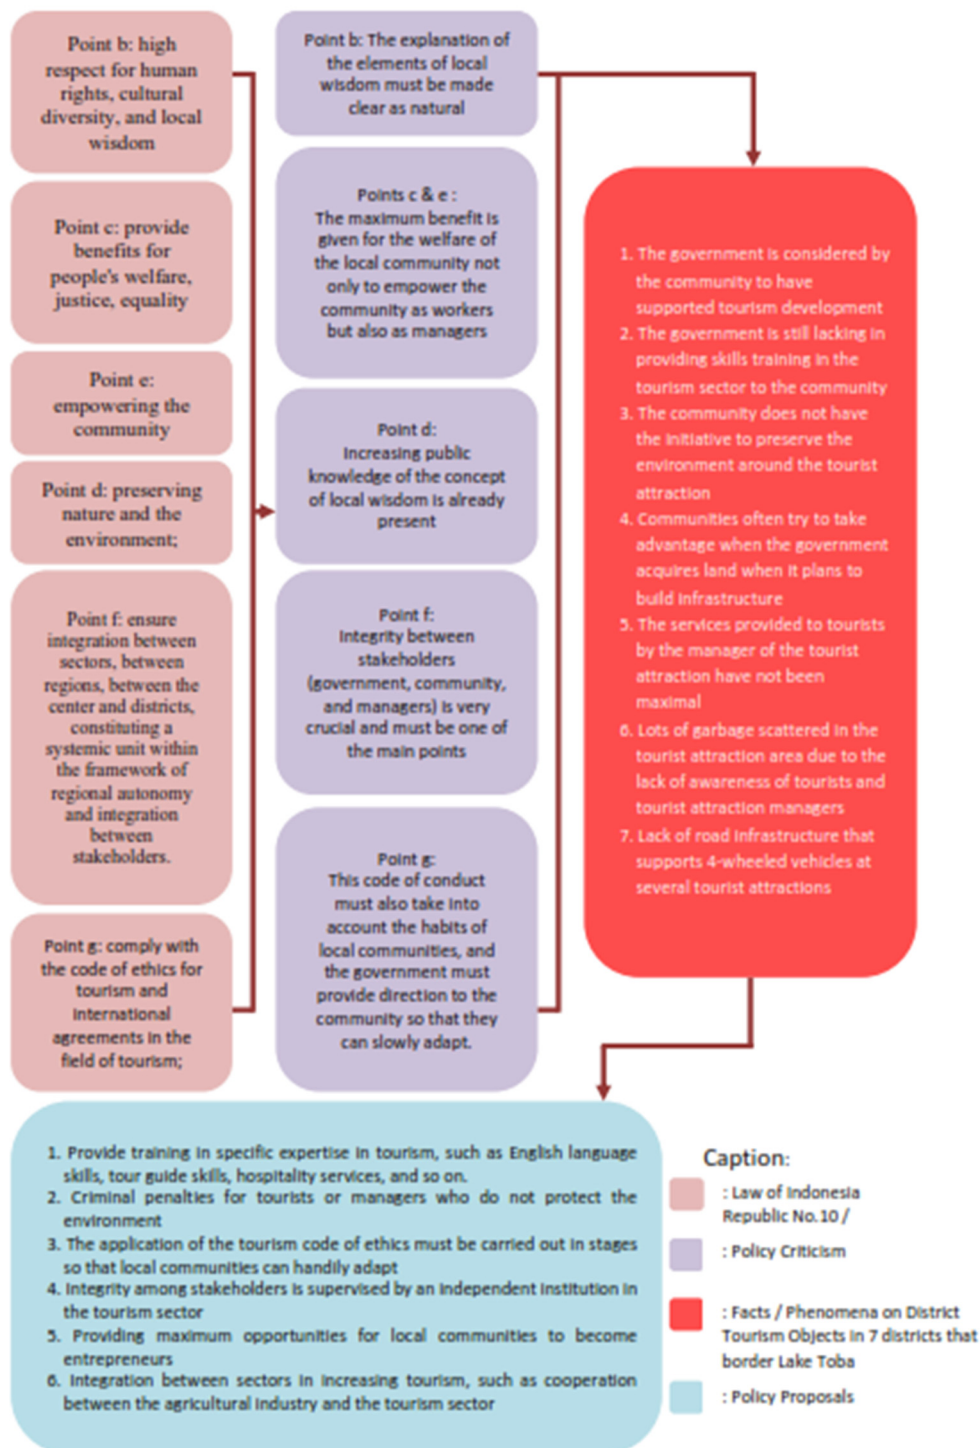 Point b: high
respect for human
rights, cultural
diversity, and local
wisdom
Point c: provide
benefits for
people's welfare,
justice, equality
Point e:
empowering the
community
Point d: preserving
nature and the
environment;
Point f: ensure
integration between
sectors, between
regions, between the
center and districts,
constituting a
systemic unit within
the framework of
regional autonomy
and integration
between
stakeholders.
Point g: comply with
the code of ethics for
tourism and
international
agreements in the
field of tourism;
Point b: The explanation of
the elements of local
wisdom must be made
clear as natural
Points c & e :
The maximum benefit is
given for the welfare of
the local community not
only to empower the
community as workers
but also as managers
Point d:
Increasing public
knowledge of the concept
of local wisdom is already
present
Point f:
Integrity between
stakeholders
(government, community,
and managers) is very
crucial and must be one of
the main points
Point g:
This code of conduct
must also take into
account the habits of
local communities, and
the government must
provide direction to the
community so that they
can slowly adapt.
1. The government is considered by
the community to have
supported tourism development
2. The government is still lacking in
providing skills training in the
tourism sector to the community
3. The community does not have
the initiative to preserve the
environment around the tourist
attraction
4. Communities often try to take
advantage when the government
acquires land when it plans to
build infrastructure
5. The services provided to tourists
by the manager of the tourist
attraction have not been
maximal
6. Lots of garbage scattered in the
tourist attraction area due to the
lack of awareness of tourists and
tourist attraction managers
7. Lack of road infrastructure that
supports 4-wheeled vehicles at
several tourist attractions
1. Provide training in specific expertise in tourism, such as English language
skills, tour guide skills, hospitality services, and so on.
2. Criminal penalties for tourists or managers who do not protect the
environment
3. The application of the tourism code of ethics must be carried out in stages
so that local communities can handily adapt
4. Integrity among stakeholders is supervised by an independent institution in
the tourism sector
5. Providing maximum opportunities for local communities to become
entrepreneurs
6. Integration between sectors in increasing tourism, such as cooperation
between the agricultural industry and the tourism sector
Caption:
: Law of Indonesia
Republic No.10 /
: Policy Criticism
: Facts / Phenomena on District
Tourism Objects in 7 districts that
border Lake Toba
: Policy Proposals